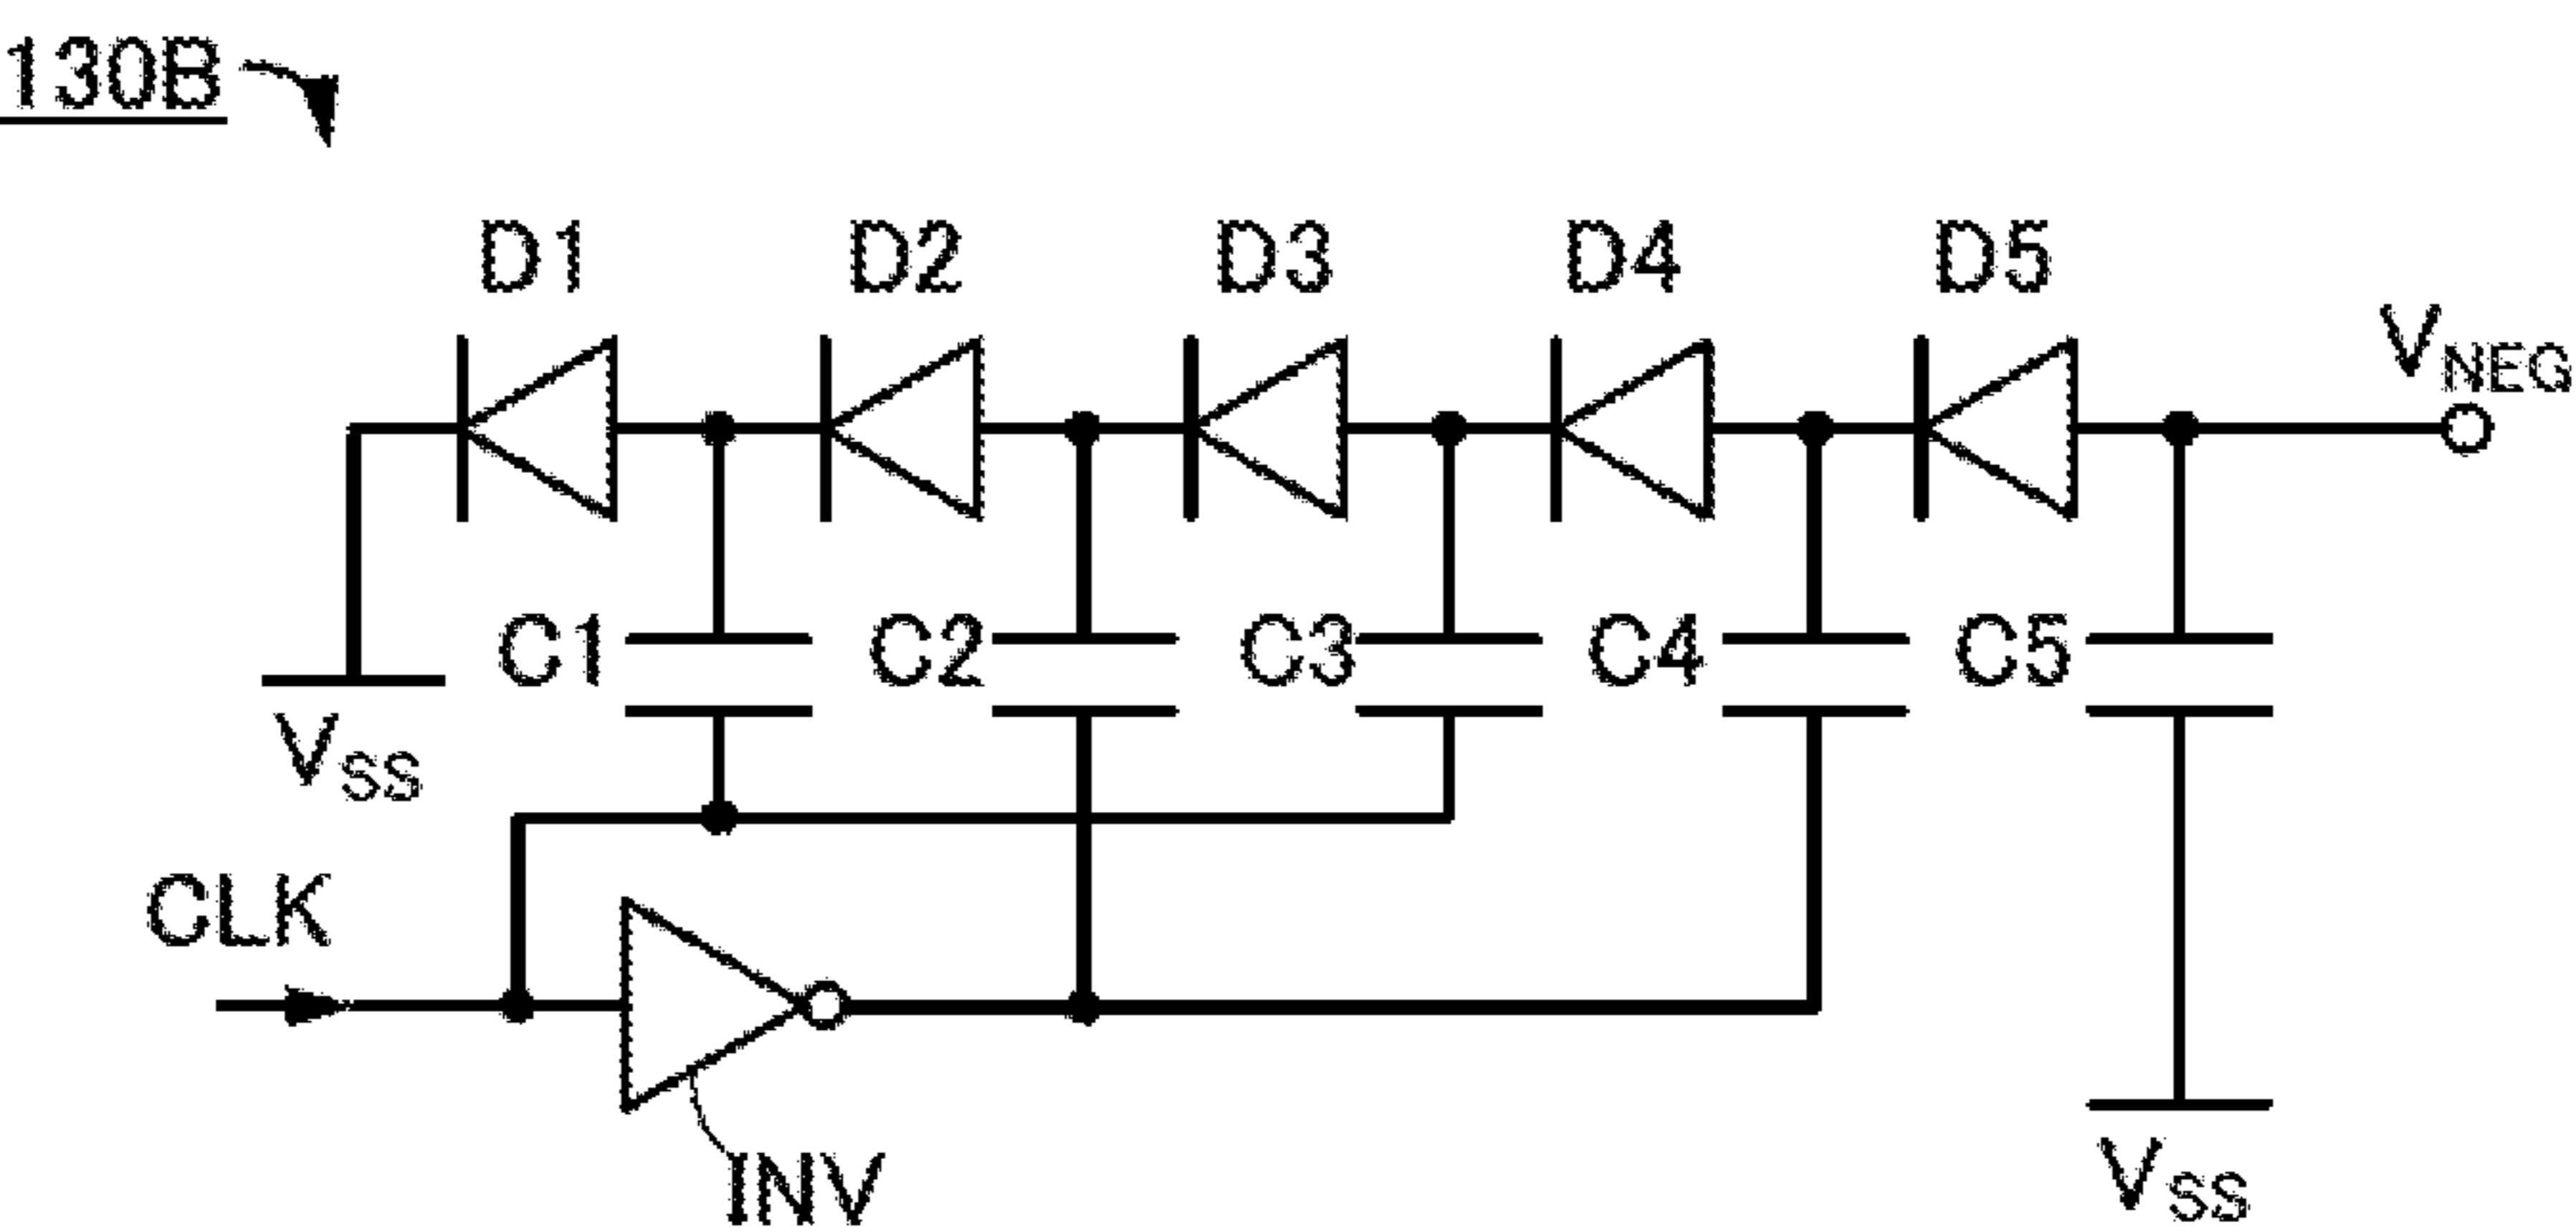 130B
D1 D2 D3 D4 D5
VNEG
C1 C2 C3 C4 C5
VSS
CLK
INV
VSS